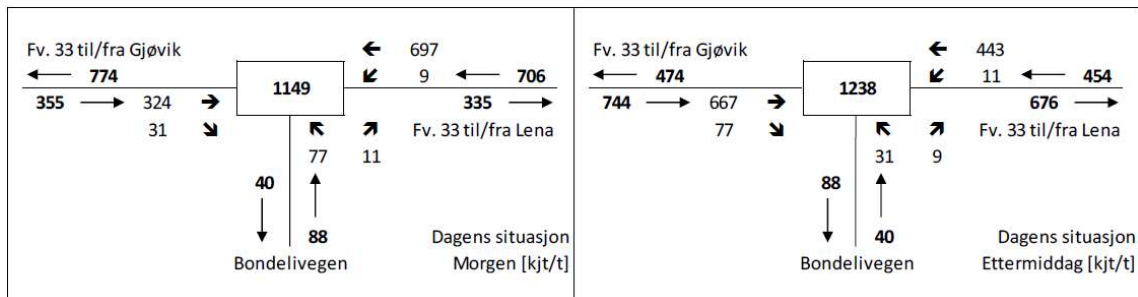 Fv. 33 til/fra Gjøvik
697
774
9
706
1149
355
324
335
31
Fv. 33 til/fra Lena
77
11
40
88
Dagens situasjon
Bondelivegen
Morgen [kjt/t]
Fv. 33 til/fra Gjøvik
443
474
11
454
1238
744
667
676
77
Fv. 33 til/fra Lena
31
9
88
40
Dagens situasjon
Bondelivegen
Ettermiddag [kjt/t]